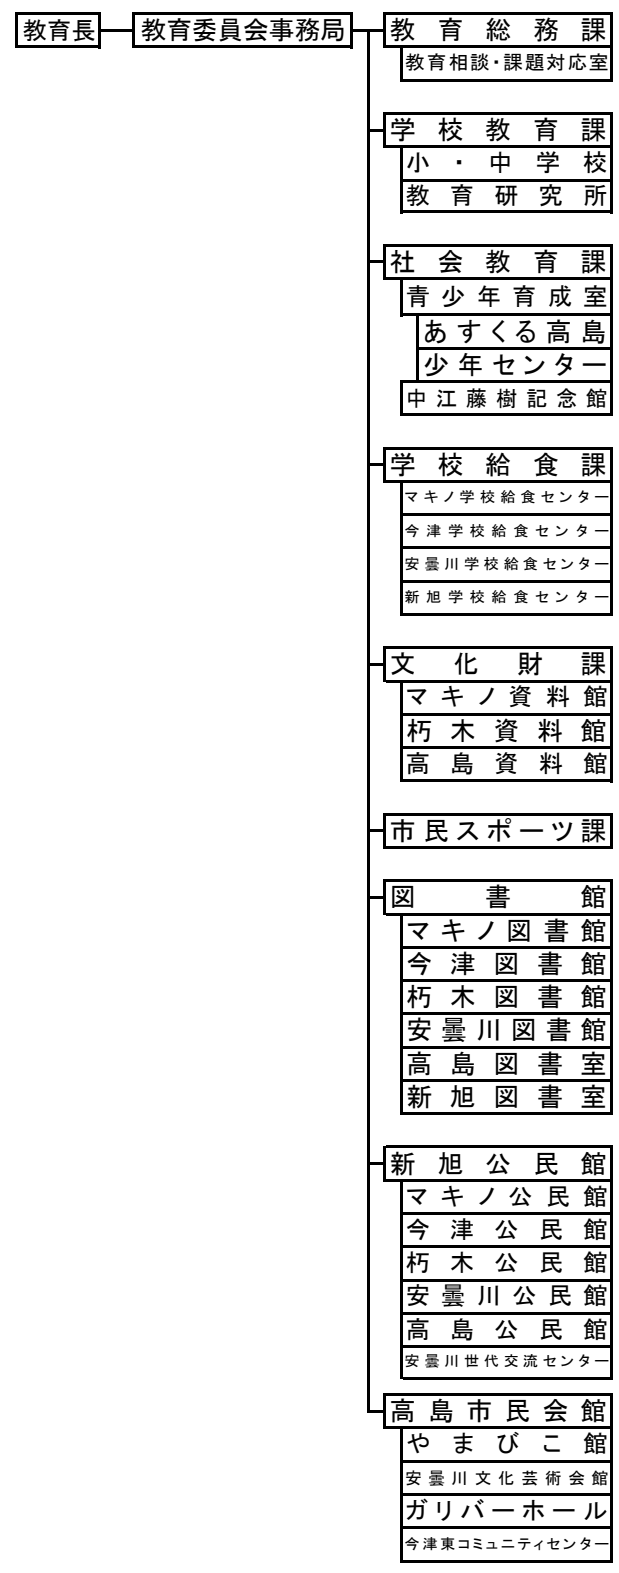 教育長 教育委員会事務局 教育総務課
教育相談・課題対応室
学校教育課
小・中学校
教育研究所
社会教育課
青少年育成室
あすくる高島
少年センター
中江藤樹記念館
学校給食課
マキノ学校給食センター
今津学校給食センター
安曇川学校給食センター
新旭学校給食センター
文化財課
マキノ資料館
朽木資料館
高島資料館
市民スポーツ課
図書館
マキノ図書館
今津図書館
朽木図書館
安曇川図書館
高島図書室
新旭図書室
新旭公民館
マキノ公民館
今津公民館
朽木公民館
安曇川公民館
高島公民館
安曇川世代交流センター
高島市民会館
やまびこ館
安曇川文化芸術会館
ガリバーホール
今津東コミュニティセンター